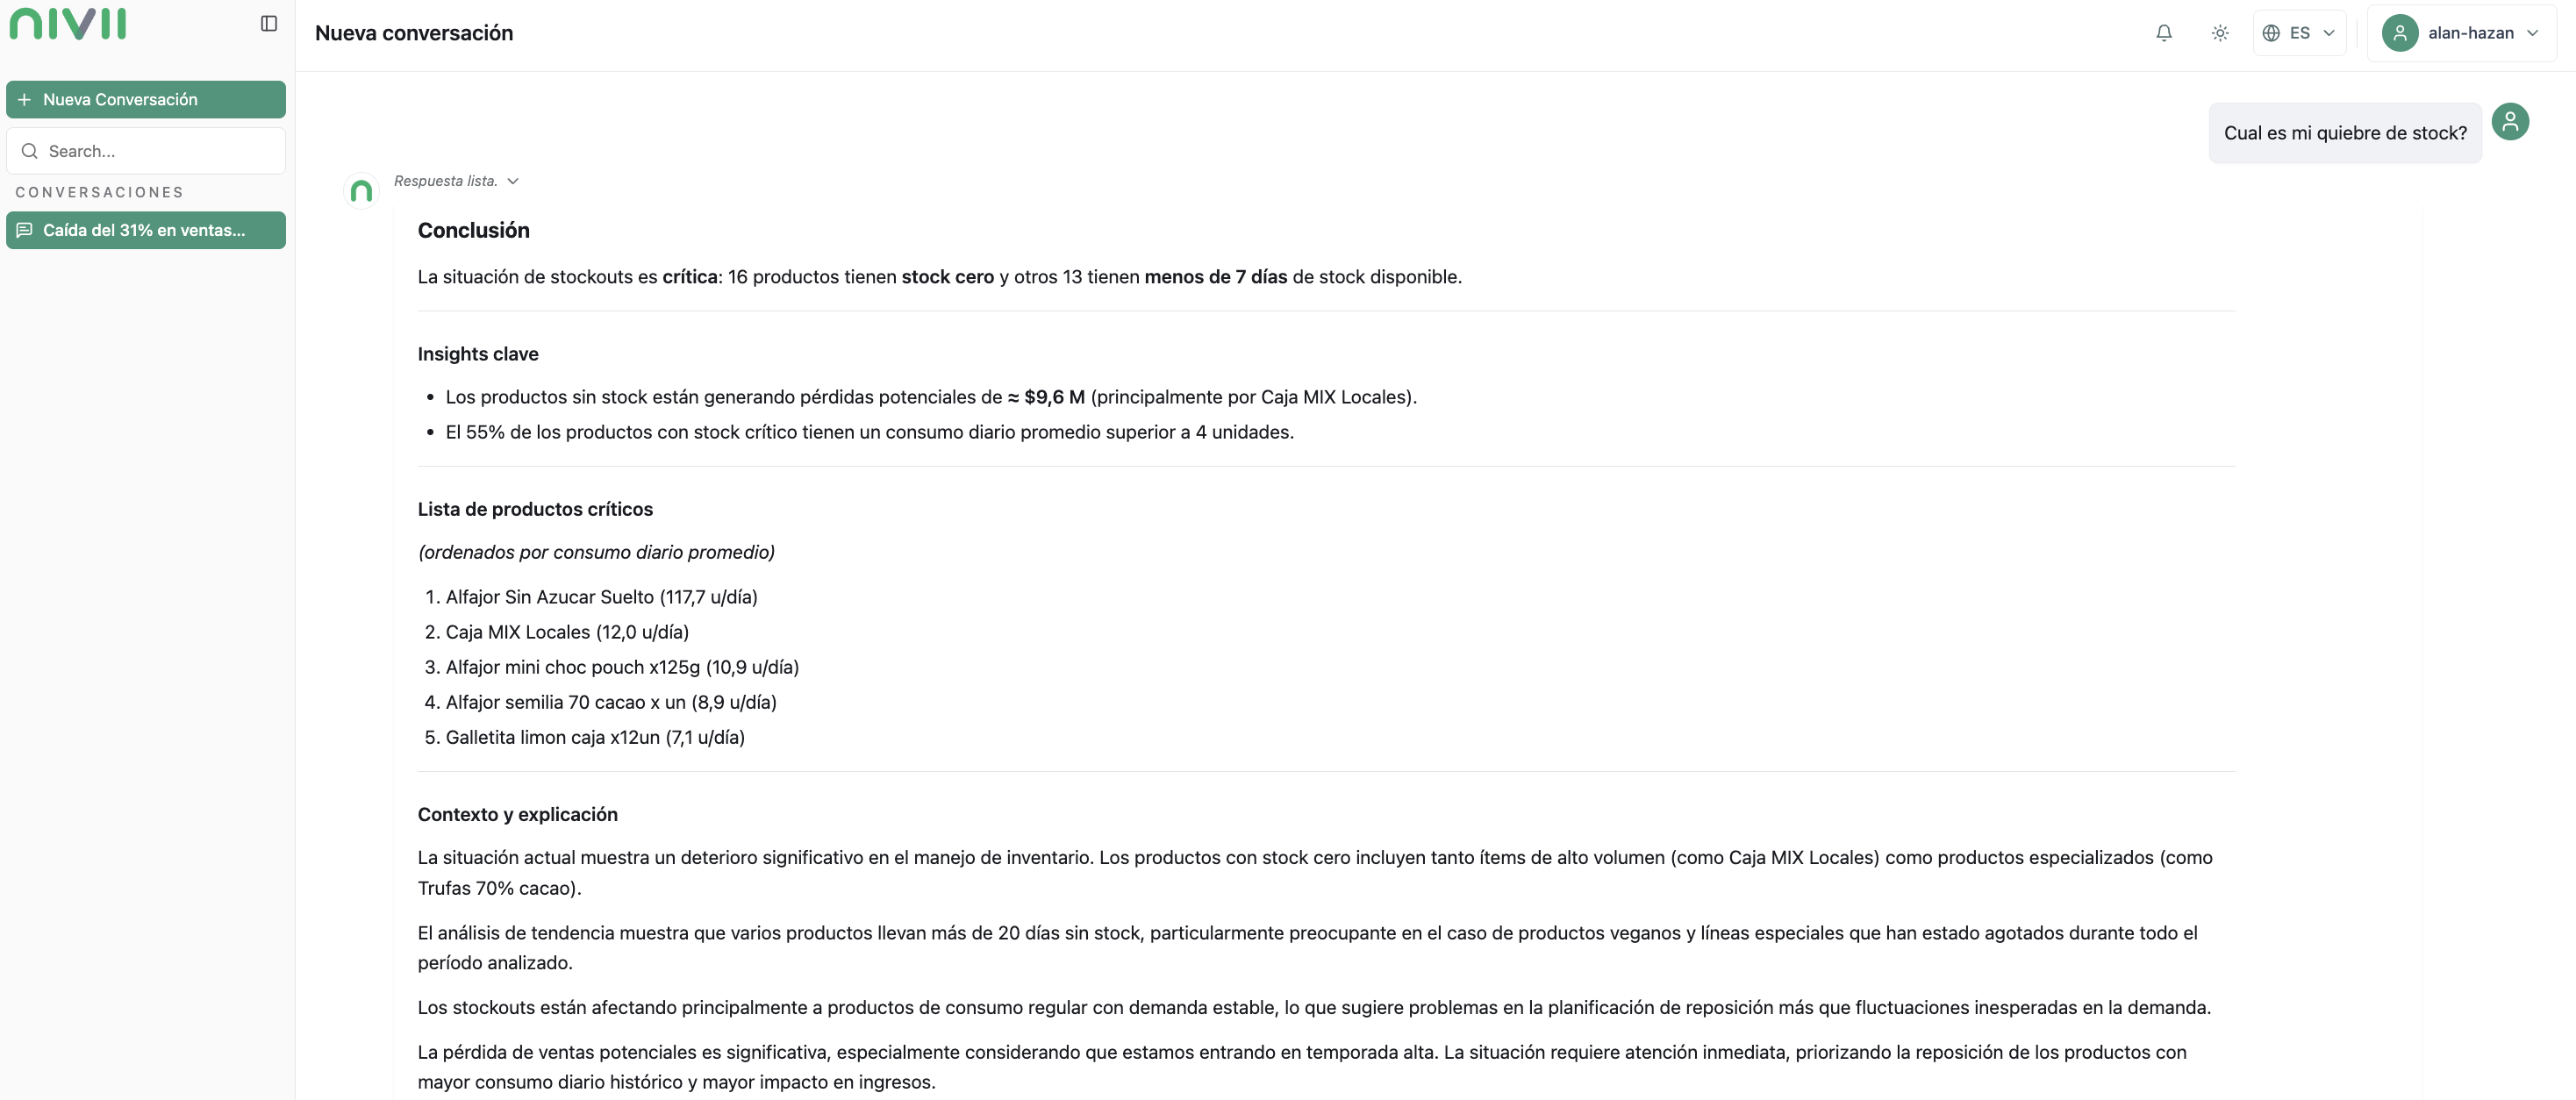 nivii
Nueva conversación
ES
alan-hazan
Nueva Conversación
Search...
CONVERSACIONES
Caída del 31% en ventas...
Cual es mi quiebre de stock?
Respuesta lista.
Conclusión
La situación de stockouts es crítica: 16 productos tienen stock cero y otros 13 tienen menos de 7 días de stock disponible.
Insights clave
• Los productos sin stock están generando pérdidas potenciales de ≈ $9,6 M (principalmente por Caja MIX Locales).
• El 55% de los productos con stock crítico tienen un consumo diario promedio superior a 4 unidades.
Lista de productos críticos
(ordenados por consumo diario promedio)
1. Alfajor Sin Azucar Suelto (117,7 u/día)
2. Caja MIX Locales (12,0 u/día)
3. Alfajor mini choc pouch x125g (10,9 u/día)
4. Alfajor semilia 70 cacao x un (8,9 u/día)
5. Galletita limon caja x12un (7,1 u/día)
Contexto y explicación
La situación actual muestra un deterioro significativo en el manejo de inventario. Los productos con stock cero incluyen tanto ítems de alto volumen (como Caja MIX Locales) como productos especializados (como
Trufas 70% cacao).
El análisis de tendencia muestra que varios productos llevan más de 20 días sin stock, particularmente preocupante en el caso de productos veganos y líneas especiales que han estado agotados durante todo el
período analizado.
Los stockouts están afectando principalmente a productos de consumo regular con demanda estable, lo que sugiere problemas en la planificación de reposición más que fluctuaciones inesperadas en la demanda.
La pérdida de ventas potenciales es significativa, especialmente considerando que estamos entrando en temporada alta. La situación requiere atención inmediata, priorizando la reposición de los productos con
mayor consumo diario histórico y mayor impacto en ingresos.